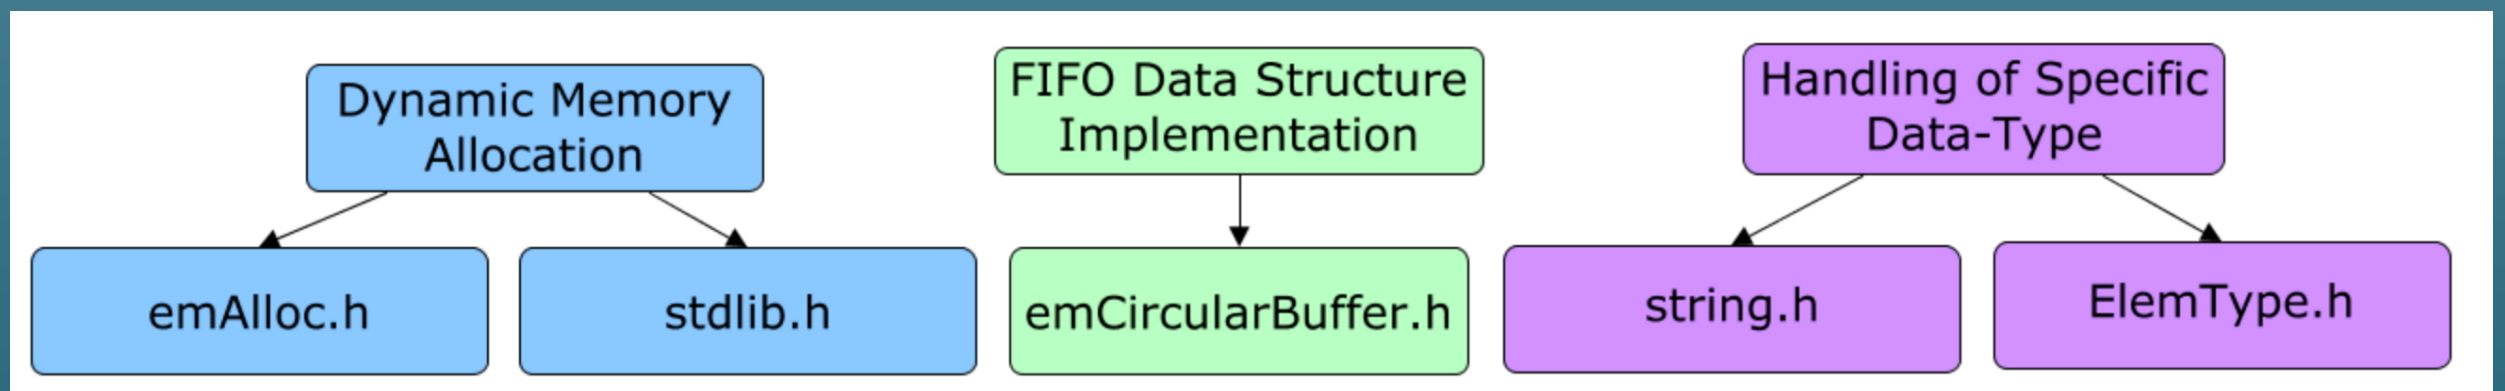 Dynamic Memory
Allocation
FIFO Data Structure
Implementation
Handling of Specific
Data-Type
emAlloc.h
stdlib.h
emCircularBuffer.h
string.h
ElemType.h